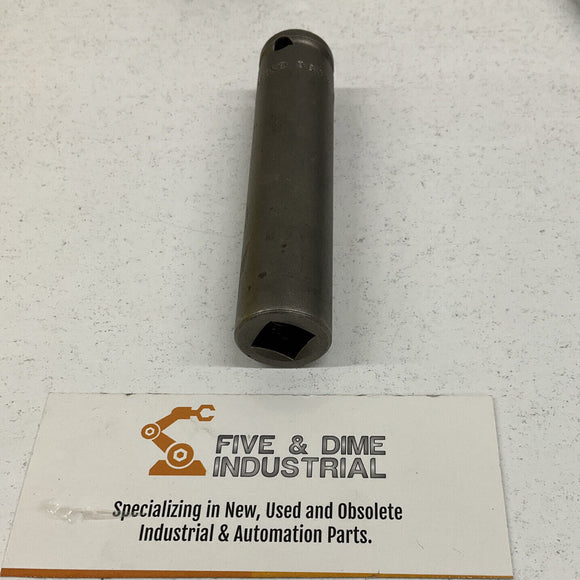 FIVE & DIME
INDUSTRIAL
Specializing in New, Used and Obsolete
Industrial & Automation Parts.